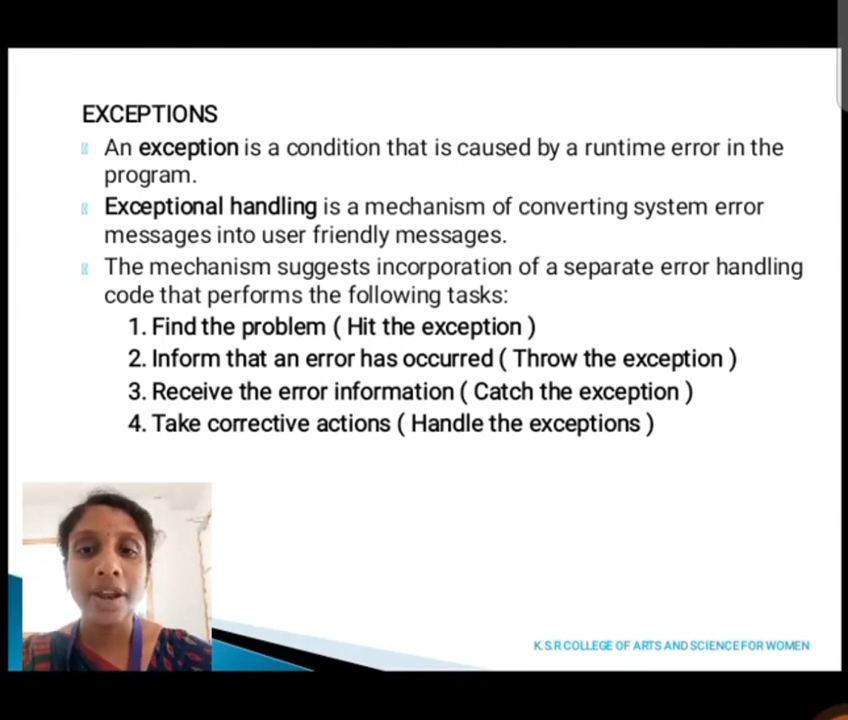 EXCEPTIONS
An exception is a condition that is caused by a runtime error in the
program.
Exceptional handling is a mechanism of converting system error
messages into user friendly messages.
The mechanism suggests incorporation of a separate error handling
code that performs the following tasks:
1. Find the problem ( Hit the exception )
2. Inform that an error has occurred ( Throw the exception )
3. Receive the error information ( Catch the exception )
4. Take corrective actions ( Handle the exceptions )
K.S.R COLLEGE OF ARTS AND SCIENCE FOR WOMEN